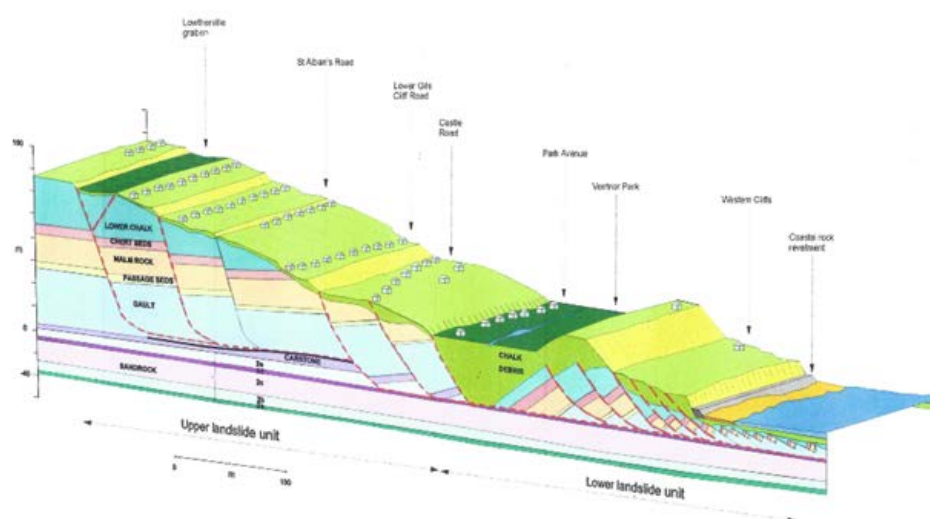 Lowtherville
graben
St Alban's Road
Lower Gills
Cliff Road
Castle
Road
Park Avenue
Ventnor Park
Western Cliffs
Coastal rock
revetment
100
m
0
-40
LOWER CHALK
CHERT BEDS
MALM ROCK
PASSAGE BEDS
GAULT
CARSTONE
SANDROCK
CHALK
DEBRIS
Upper landslide unit
Lower landslide unit
0
100